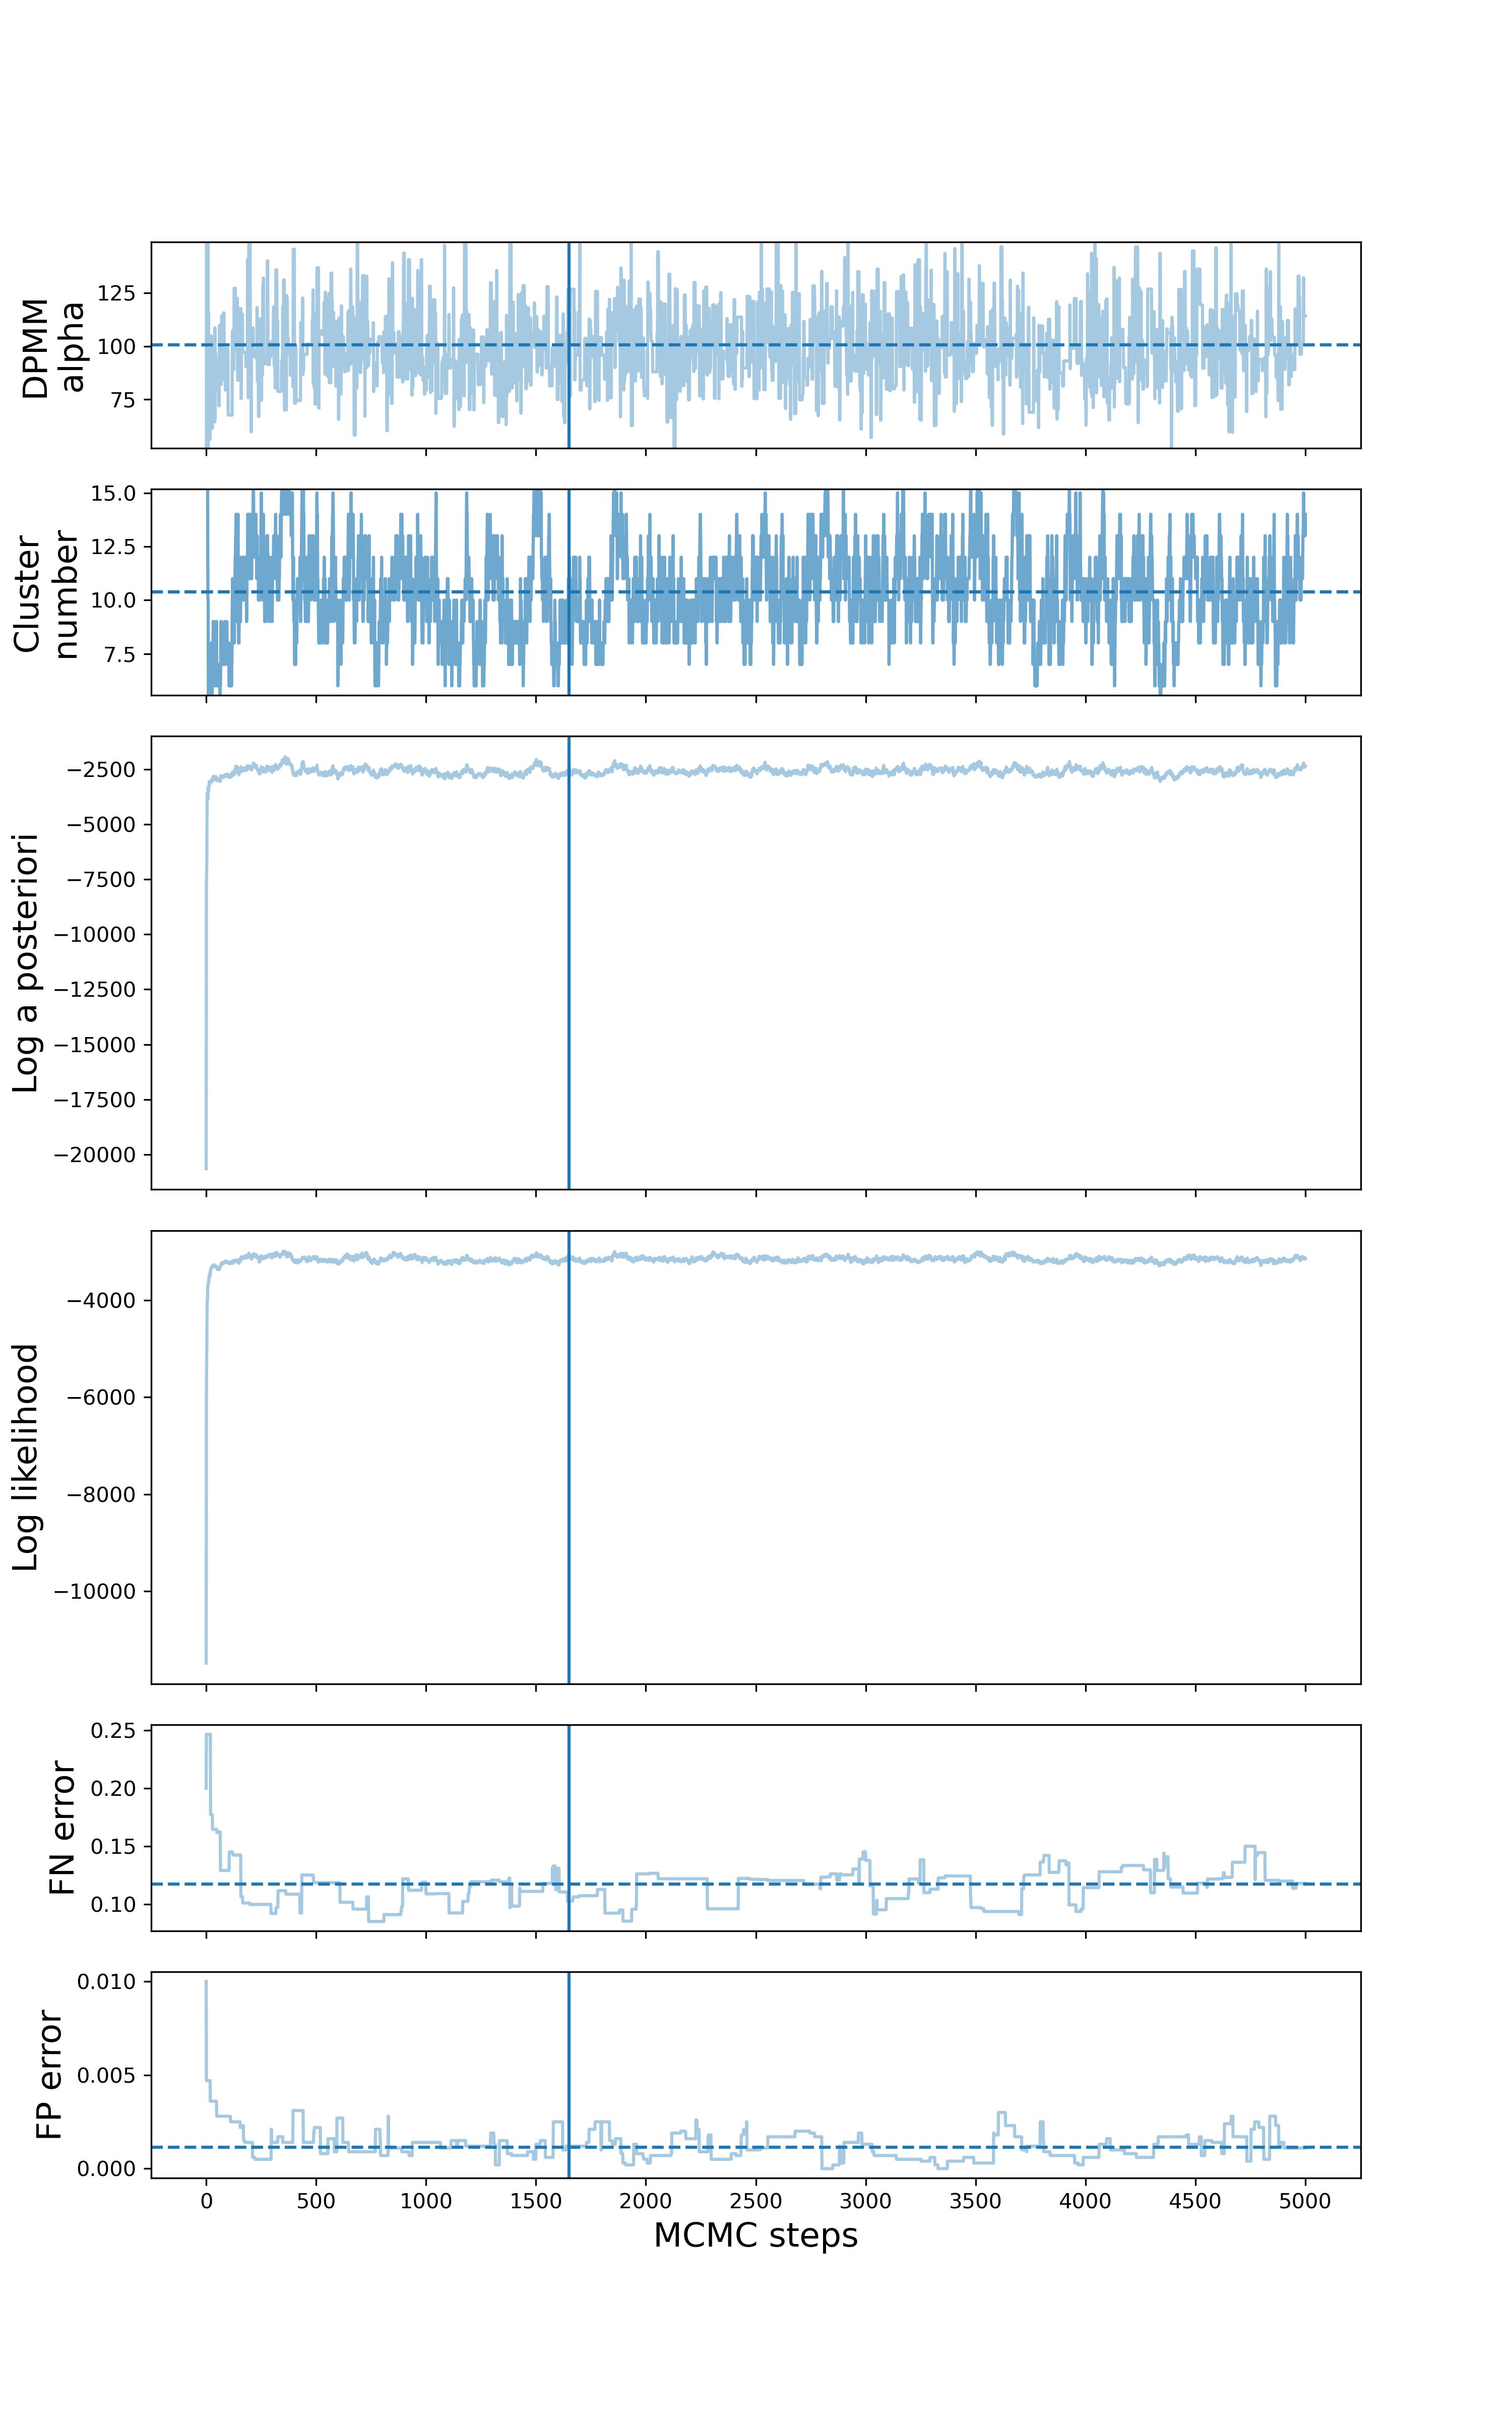 DPMM
alpha
125
100
75
Cluster
number
15.0
12.5
10.0
7.5
Log a posteriori
−2500
−5000
−7500
−10000
−12500
−15000
−17500
−20000
Log likelihood
−4000
−6000
−8000
−10000
FN error
0.25
0.20
0.15
0.10
FP error
0.010
0.005
0.000
0 500 1000 1500 2000 2500 3000 3500 4000 4500 5000
MCMC steps